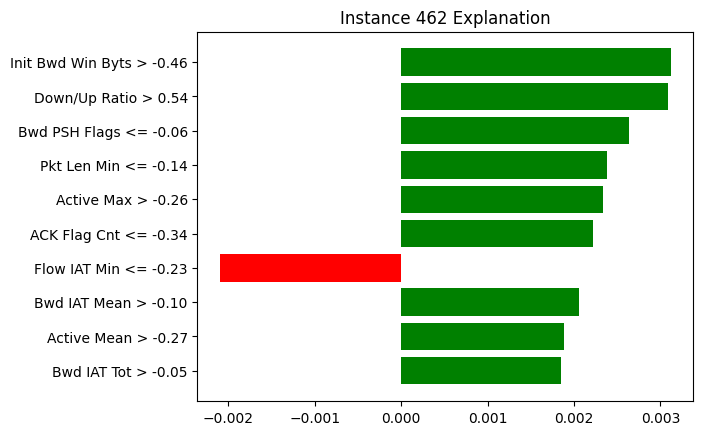 Instance 462 Explanation
Init Bwd Win Byts > -0.46
Down/Up Ratio > 0.54
Bwd PSH Flags <= -0.06
Pkt Len Min <= -0.14
Active Max > -0.26
ACK Flag Cnt <= -0.34
Flow IAT Min <= -0.23
Bwd IAT Mean > -0.10
Active Mean > -0.27
Bwd IAT Tot > -0.05
−0.002 −0.001 0.000 0.001 0.002 0.003